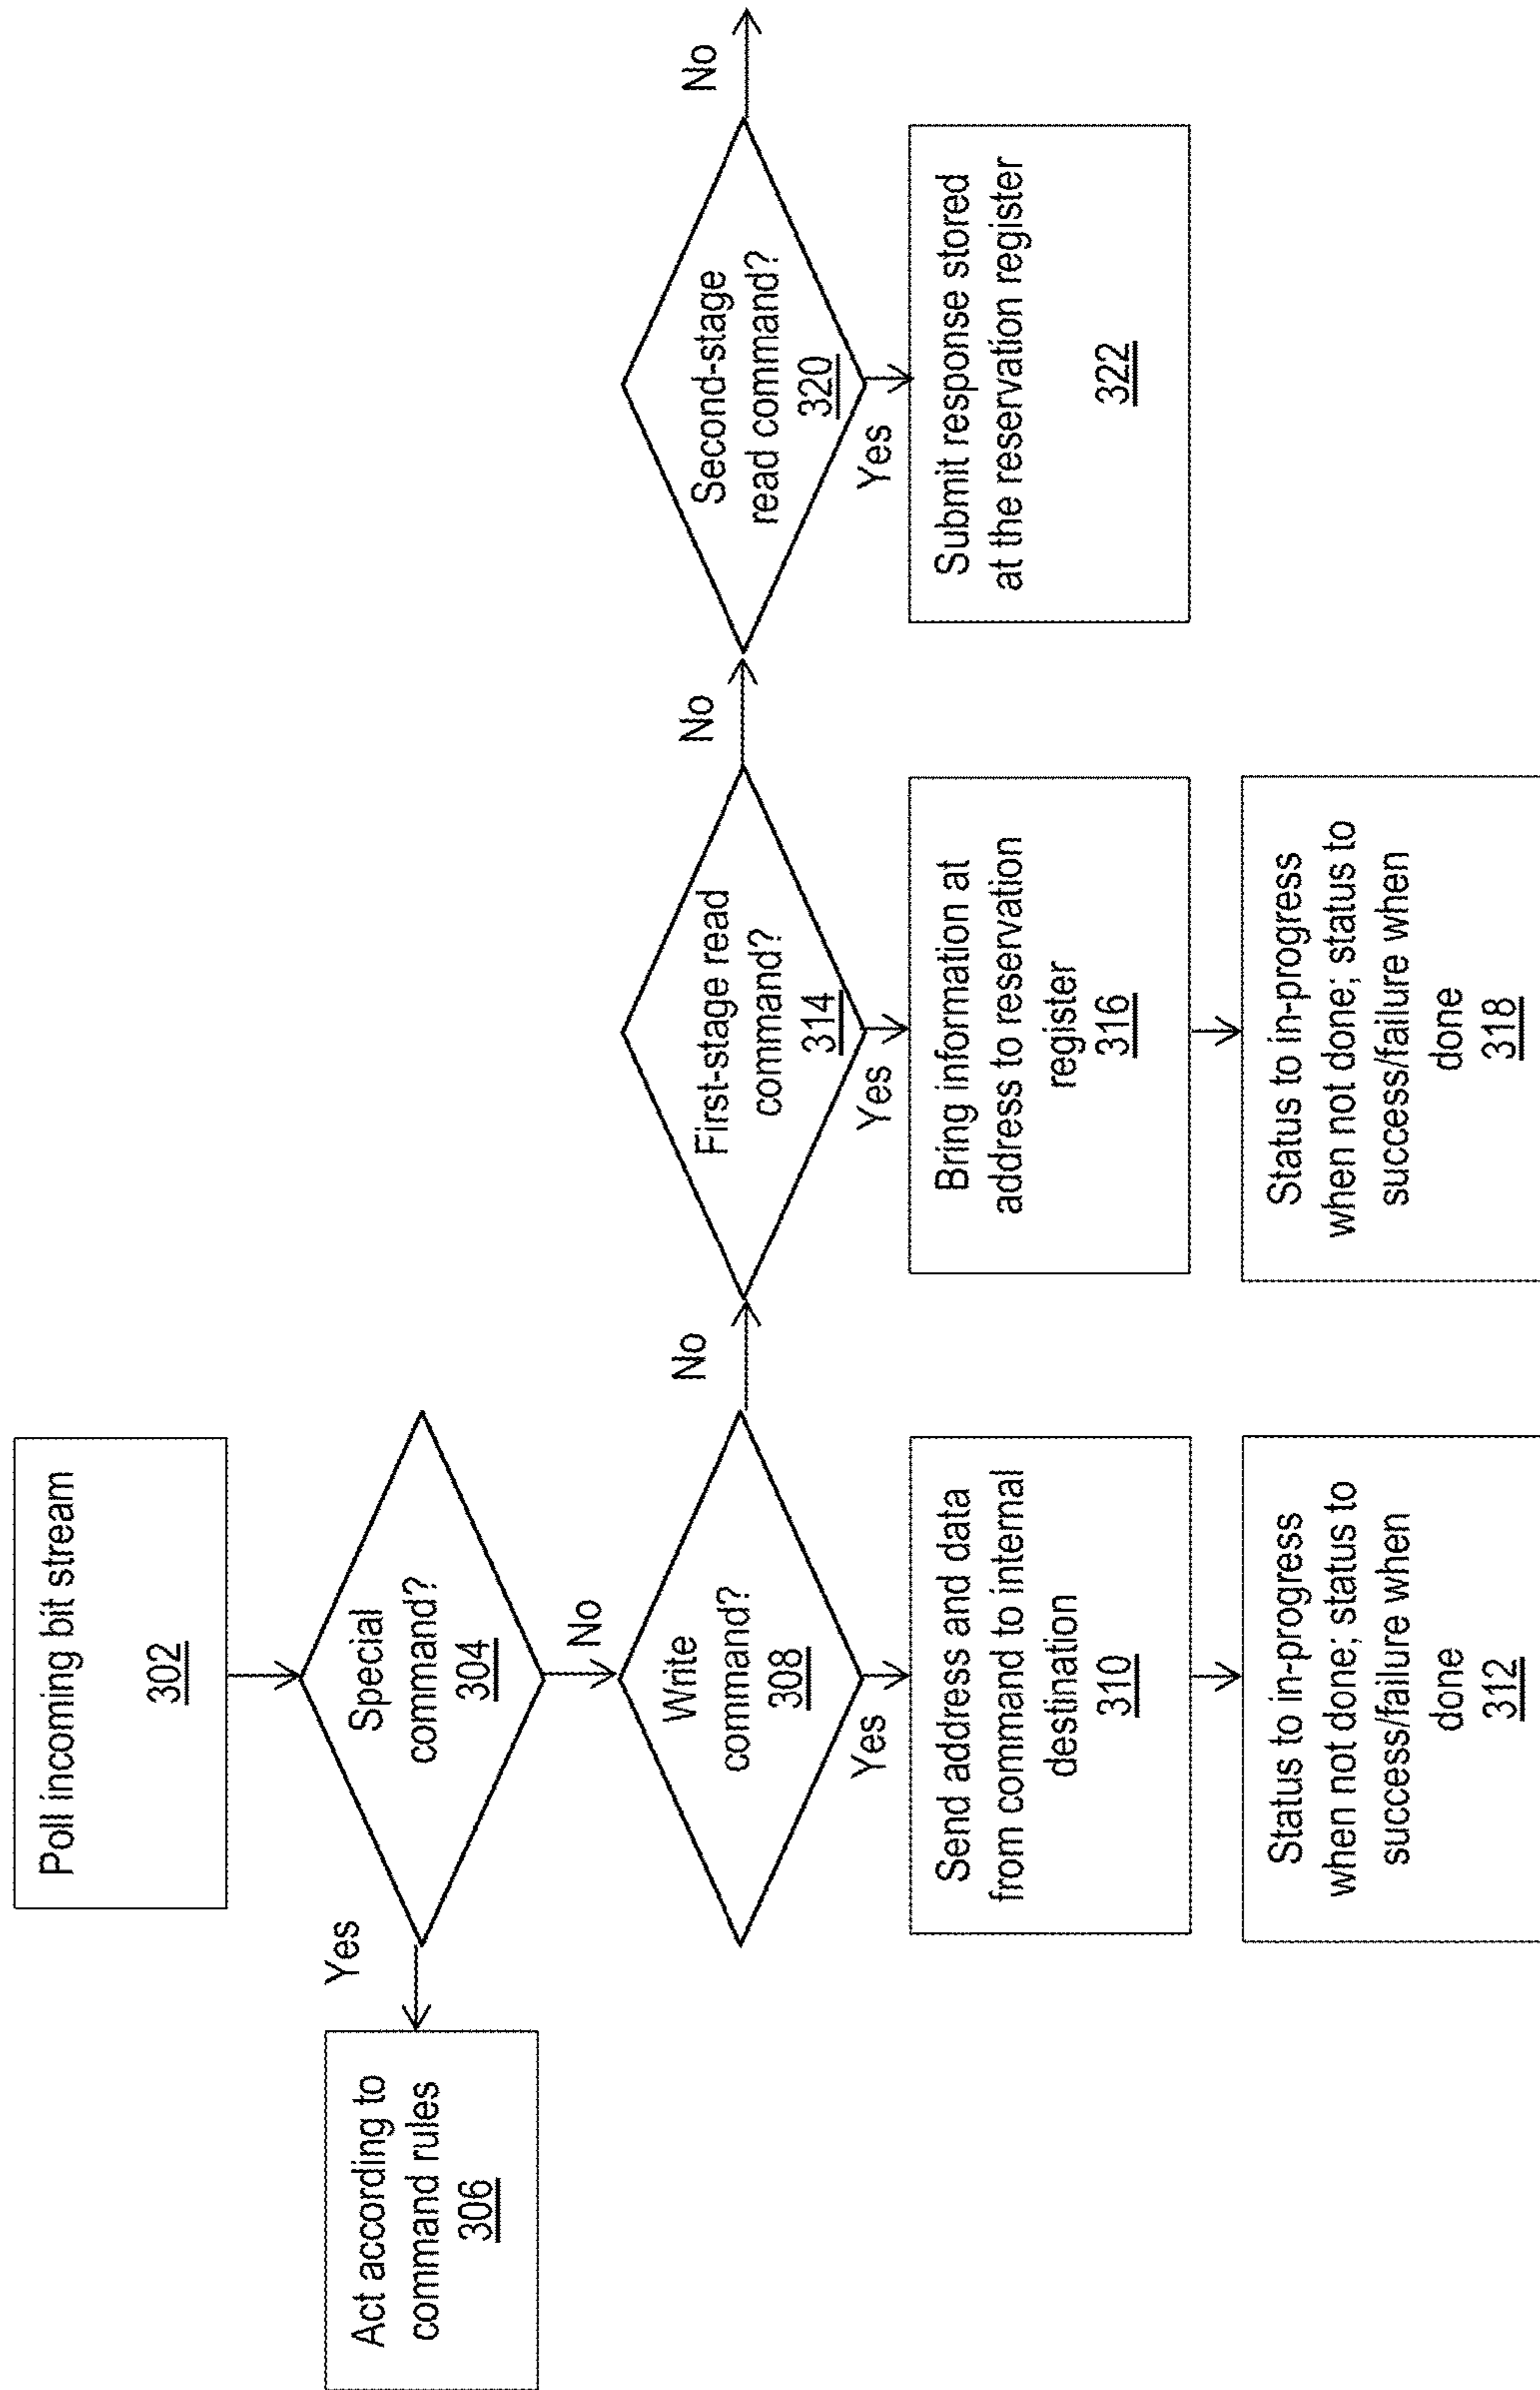 Poll incoming bit stream
302
Special
command?
304
Yes
Act according to
command rules
306
No
Write
command?
308
Yes
Send address and data
from command to internal
destination
310
Status to in-progress
when not done; status to
success/failure when
done
312
No
First-stage read
command?
314
Yes
Bring information at
address to reservation
register
316
Status to in-progress
when not done; status to
success/failure when
done
318
No
Second-stage
read command?
320
Yes
Submit response stored
at the reservation register
322
No